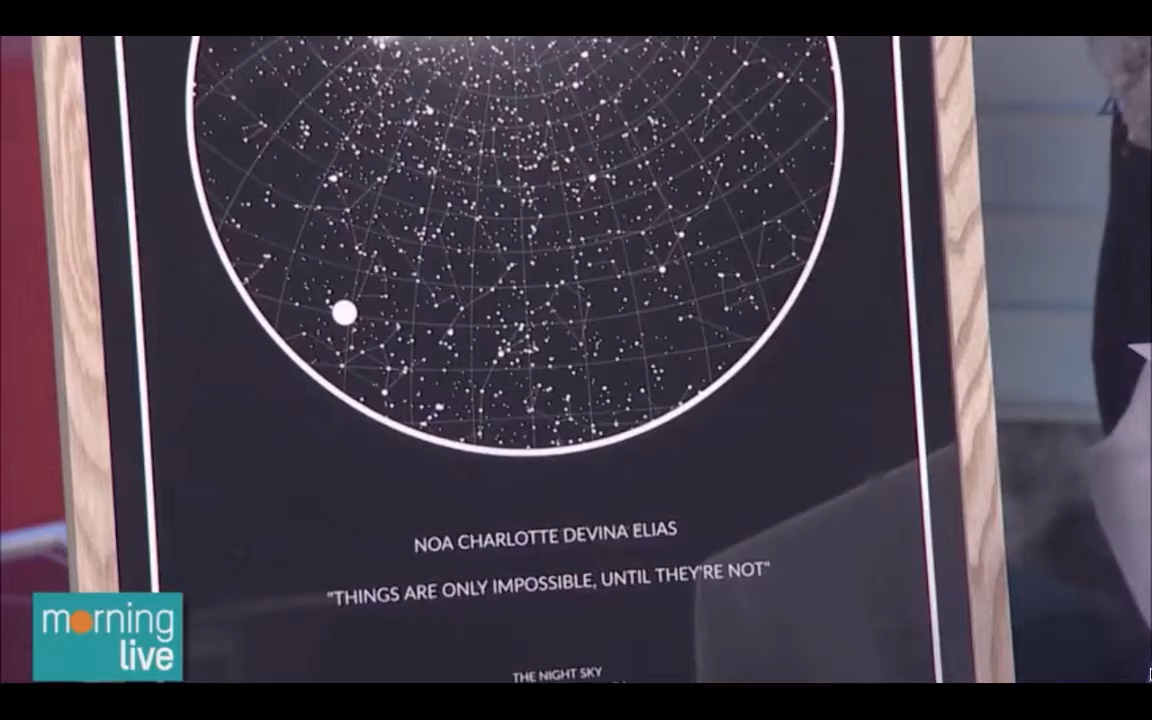 NOA CHARLOTTE DEVINA ELIAS
"THINGS ARE ONLY IMPOSSIBLE, UNTIL THEY'RE NOT"
THE NIGHT SKY
morning
live